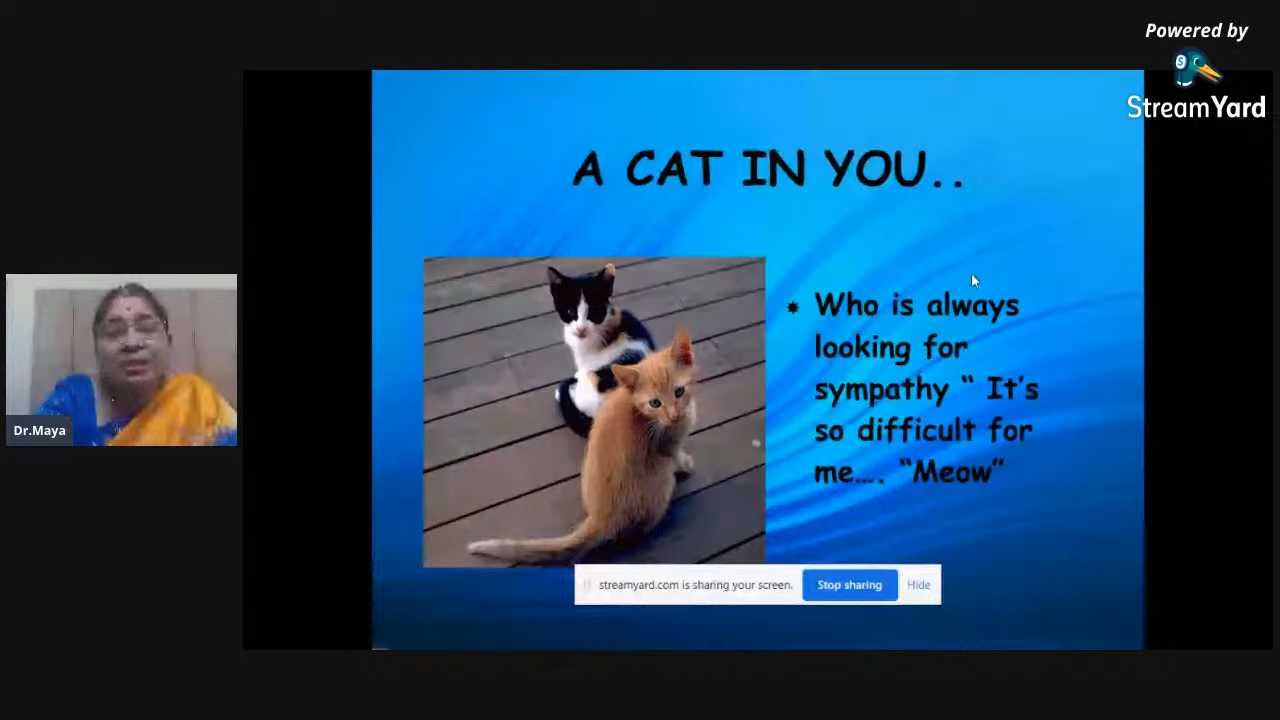 Powered by
StreamYard
A CAT IN YOU..
Who is always
looking for
sympathy “ It's
so difficult for
me.... “Meow”
Dr.Maya
streamyard.com is sharing your screen. Stop sharing Hide